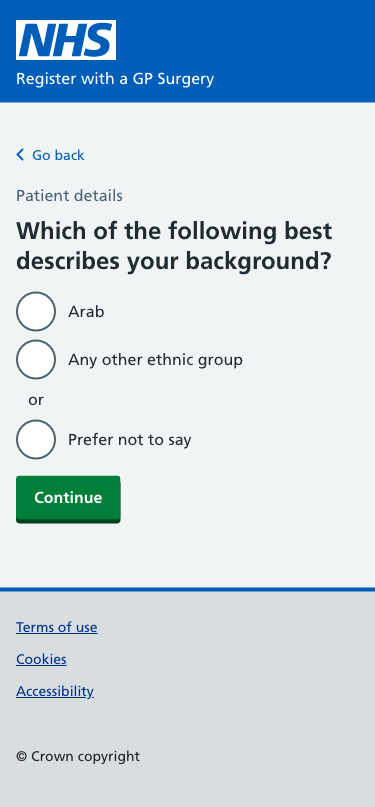 NHS
Register with a GP Surgery
Go back
Patient details
Which of the following best
describes your background?
Arab
Any other ethnic group
or
Prefer not to say
Continue
Terms of use
Cookies
Accessibility
© Crown copyright